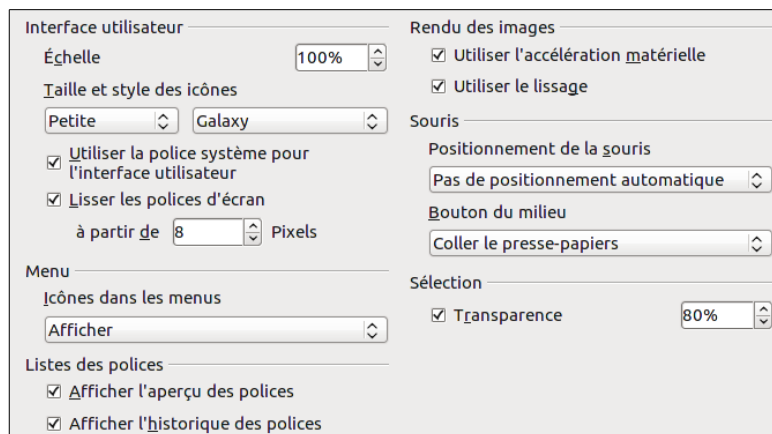 Interface utilisateur
Échelle 100%
Taille et style des icônes
Petite Galaxy
Utiliser la police système pour
l'interface utilisateur
Lisser les polices d'écran
à partir de 8 Pixels
Menu
Icônes dans les menus
Afficher
Listes des polices
Afficher l'aperçu des polices
Afficher l'historique des polices
Rendu des images
Utiliser l'accélération matérielle
Utiliser le lissage
Souris
Positionnement de la souris
Pas de positionnement automatique
Bouton du milieu
Coller le presse-papiers
Sélection
Transparence 80%